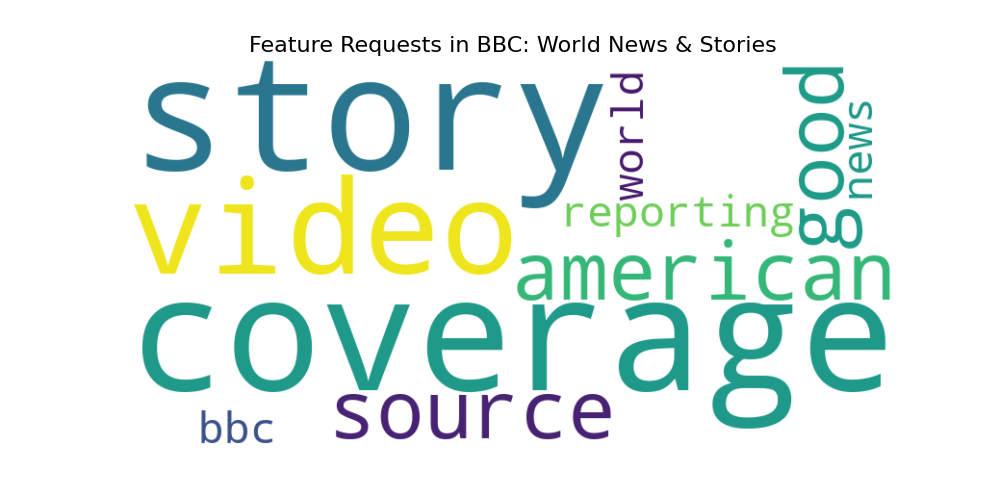 Feature Requests in BBC: World News & Stories
story
world
good
news
video
reporting
american
coverage
source
bbc